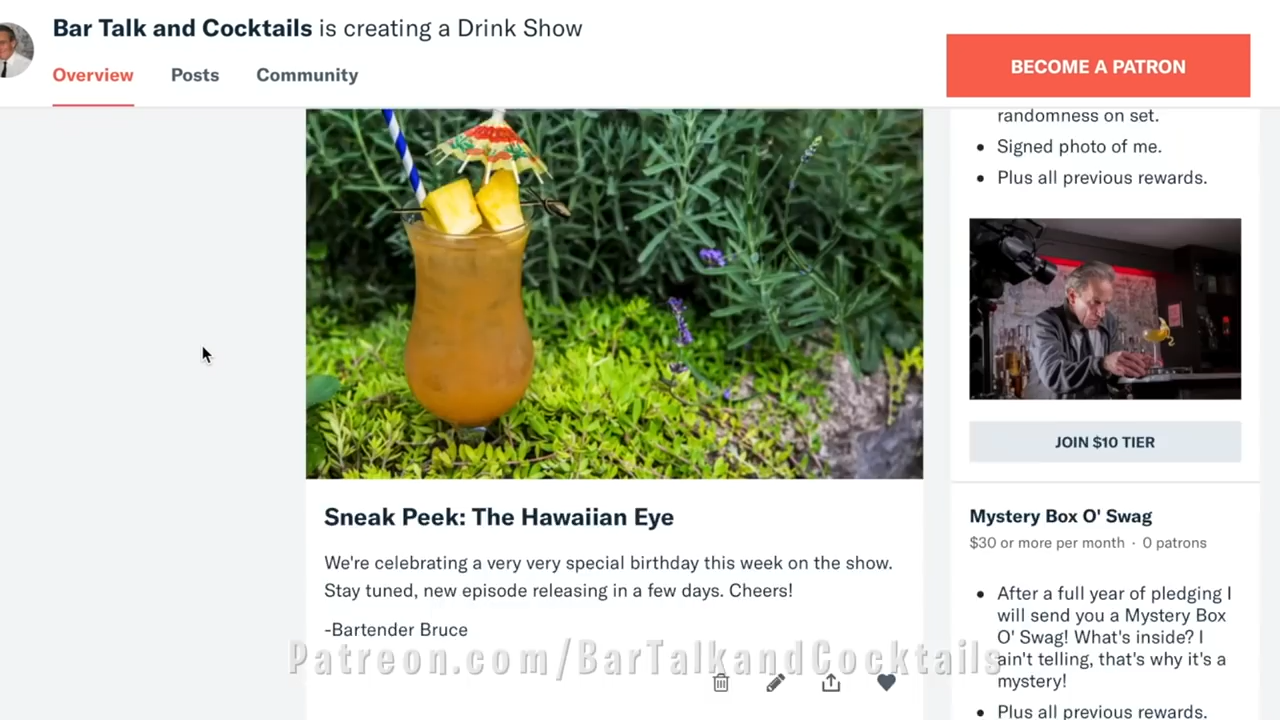 Bar Talk and Cocktails is creating a Drink Show
Overview Posts Community
BECOME A PATRON
randomness on set.
Signed photo of me.
Plus all previous rewards.
JOIN $10 TIER
Sneak Peek: The Hawaiian Eye
We're celebrating a very very special birthday this week on the show.
Stay tuned, new episode releasing in a few days. Cheers!
-Bartender Bruce
Mystery Box O' Swag
$30 or more per month · 0 patrons
After a full year of pledging I
will send you a Mystery Box
O' Swag! What's inside? I
ain't telling, that's why it's a
mystery!
Plus all previous rewards.
Patreon.com/BarTalkandCocktails